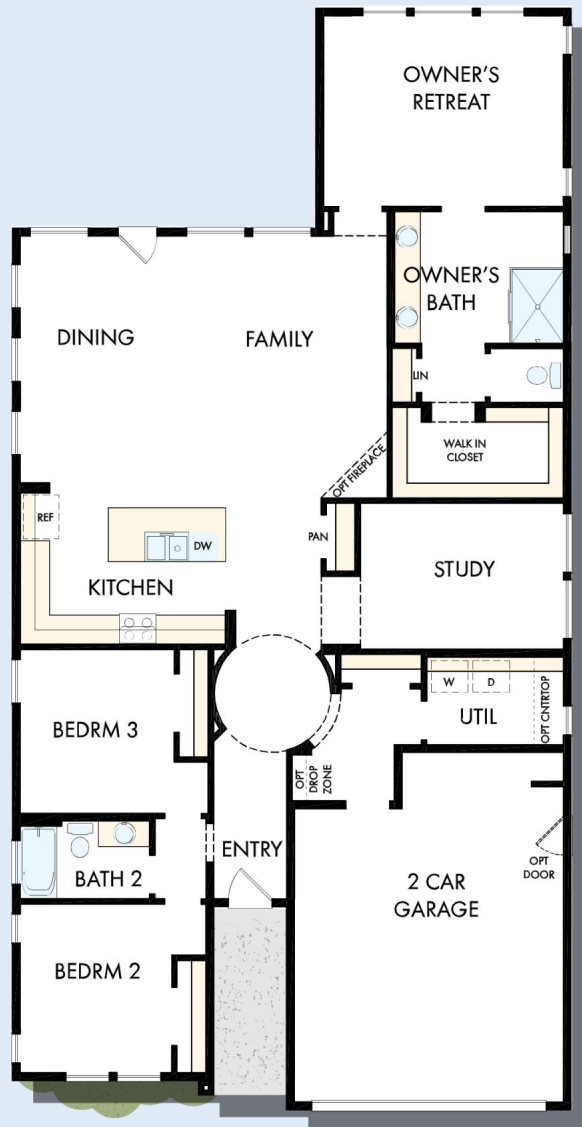 OWNER'S
RETREAT
OWNER'S
BATH
DINING
FAMILY
LIN
WALK IN
CLOSET
OPT FIREPLACE
REF
DW
PAN
KITCHEN
STUDY
W
D
UTIL
OPT CNTRTOP
BEDRM 3
OPT
DROP
ZONE
ENTRY
BATH 2
2 CAR
GARAGE
OPT
DOOR
BEDRM 2